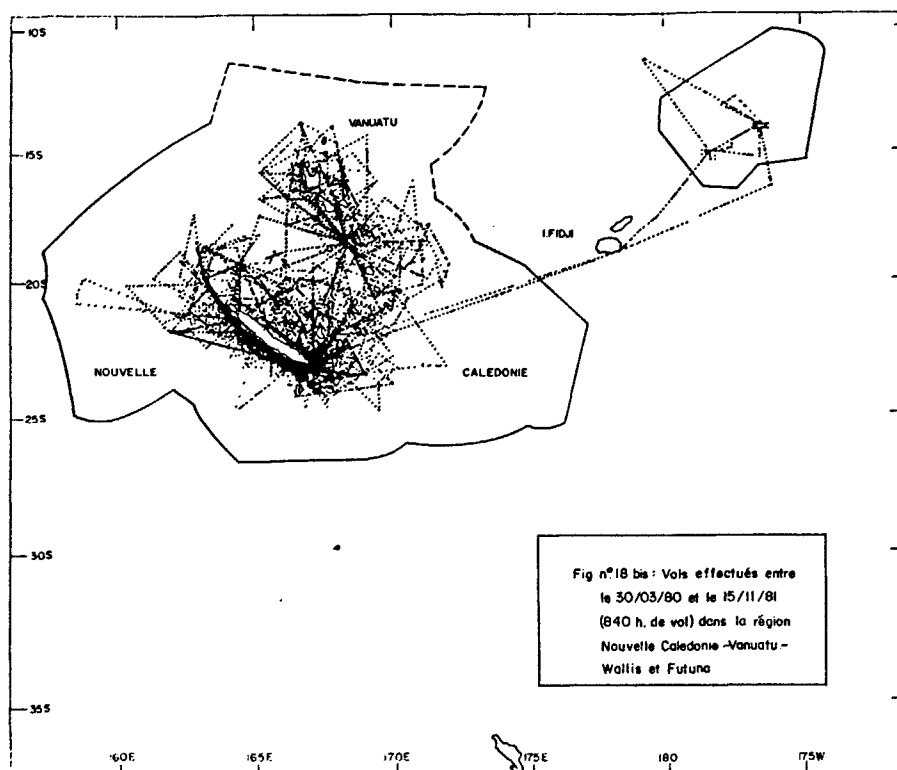 10S
VANUATU
15S
I.FIDJI
20S
NOUVELLE CALEDONIE
25S
30S
Fig n° 18 bis : Vols effectués entre
le 30/03/80 et le 15/11/81
(840 h. de vol) dans la région
Nouvelle Caledonie -Vanuatu-
Wallis et Futuna
35S
160E 165E 170E 175E 180 175W